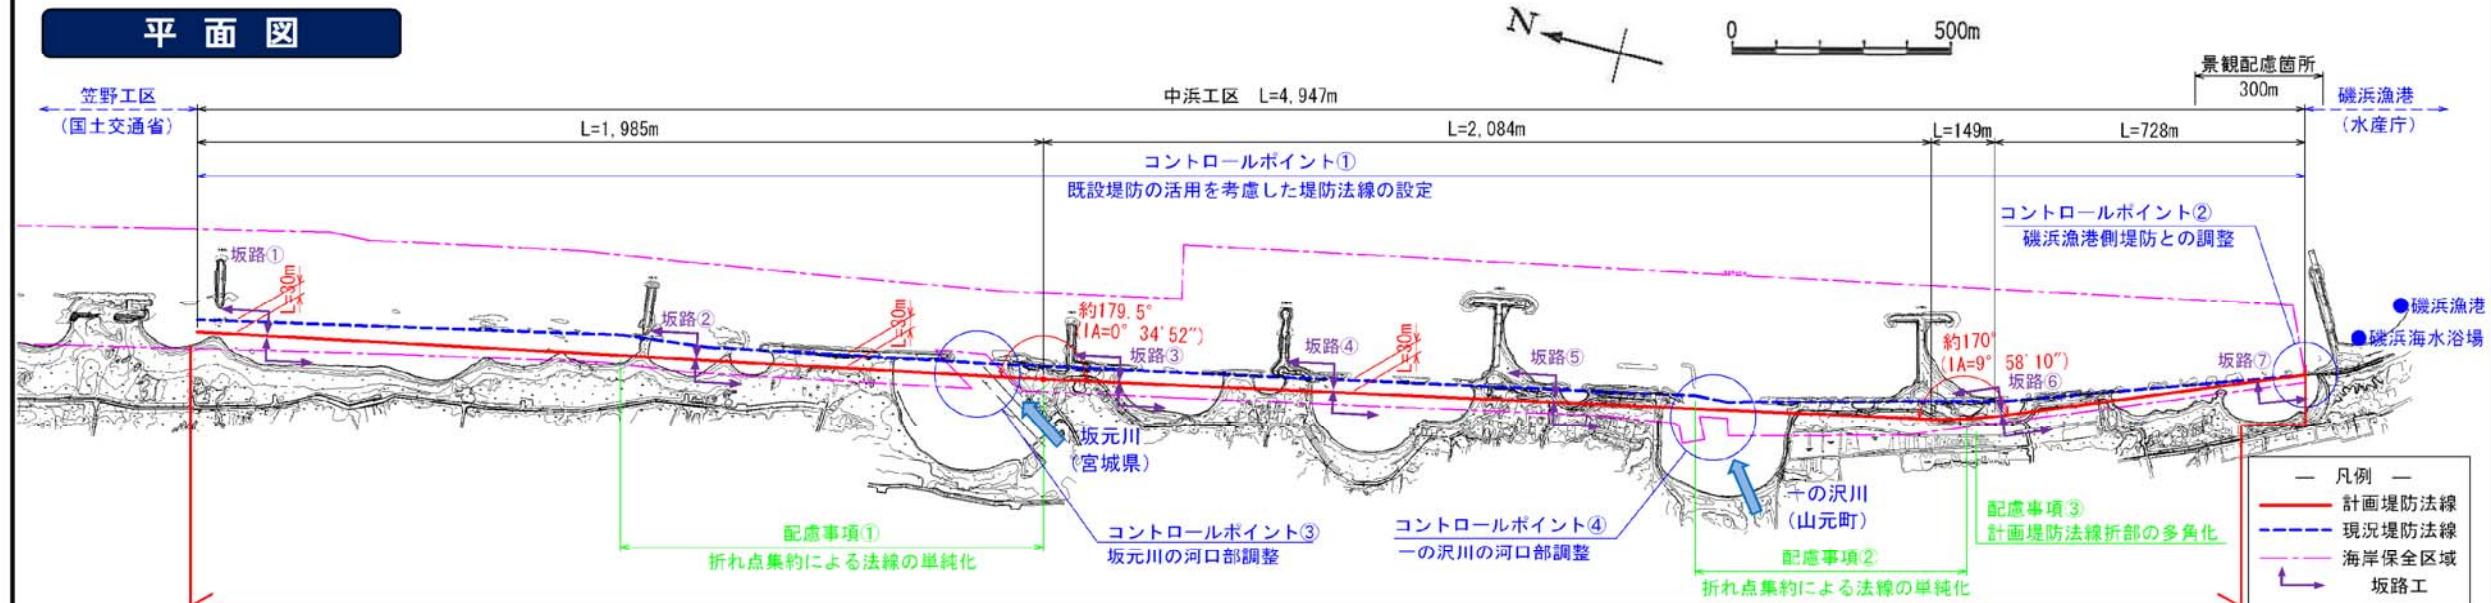 平面図
N
0 500m
景観配慮箇所
300m
笠野工区
(国土交通省)
中浜工区 L=4,947m
磯浜漁港
(水産庁)
L=1,985m
L=2,084m
L=149m
L=728m
コントロールポイント①
既設堤防の活用を考慮した堤防法線の設定
コントロールポイント②
磯浜漁港側堤防との調整
坂路①
L=30m
坂路②
L=30m
約179.5°
(IA=0° 34'52")
坂路③
坂路④
L=30m
坂路⑤
約170°
(IA=9° 58'10")
坂路⑥
坂路⑦
磯浜漁港
磯浜海水浴場
坂元川
(宮城県)
一の沢川
(山元町)
配慮事項①
折れ点集約による法線の単純化
コントロールポイント③
坂元川の河口部調整
コントロールポイント④
一の沢川の河口部調整
配慮事項②
折れ点集約による法線の単純化
配慮事項③
計画堤防法線折部の多角化
― 凡例 ―
計画堤防法線
現況堤防法線
海岸保全区域
坂路工